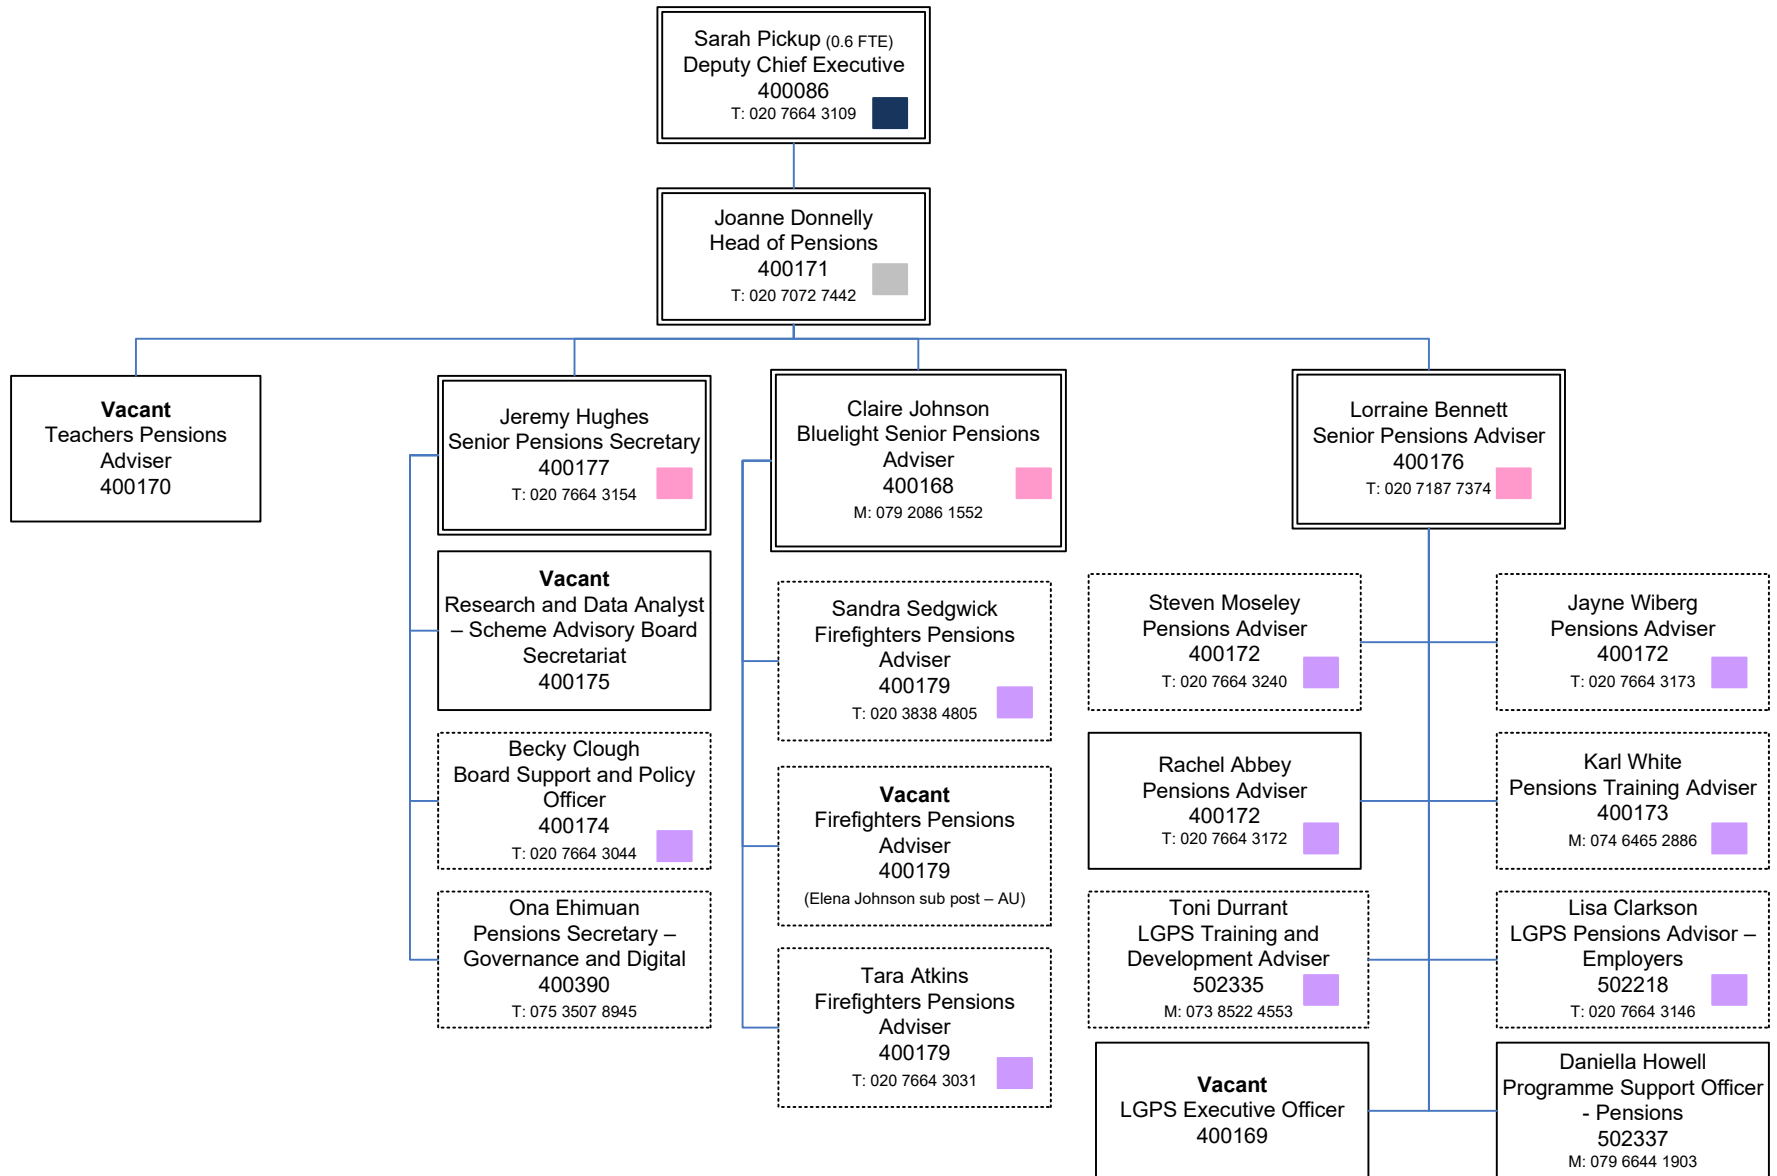 Sarah Pickup (0.6 FTE)
Deputy Chief Executive
400086
T: 020 7664 3109
Joanne Donnelly
Head of Pensions
400171
T: 020 7072 7442
Vacant
Teachers Pensions
Adviser
400170
Jeremy Hughes
Senior Pensions Secretary
400177
T: 020 7664 3154
Vacant
Research and Data Analyst
– Scheme Advisory Board
Secretariat
400175
Becky Clough
Board Support and Policy
Officer
400174
T: 020 7664 3044
Ona Ehimuan
Pensions Secretary –
Governance and Digital
400390
T: 075 3507 8945
Claire Johnson
Bluelight Senior Pensions
Adviser
400168
M: 079 2086 1552
Sandra Sedgwick
Firefighters Pensions
Adviser
400179
T: 020 3838 4805
Vacant
Firefighters Pensions
Adviser
400179
(Elena Johnson sub post – AU)
Tara Atkins
Firefighters Pensions
Adviser
400179
T: 020 7664 3031
Lorraine Bennett
Senior Pensions Adviser
400176
T: 020 7187 7374
Steven Moseley
Pensions Adviser
400172
T: 020 7664 3240
Jayne Wiberg
Pensions Adviser
400172
T: 020 7664 3173
Rachel Abbey
Pensions Adviser
400172
T: 020 7664 3172
Karl White
Pensions Training Adviser
400173
M: 074 6465 2886
Toni Durrant
LGPS Training and
Development Adviser
502335
M: 073 8522 4553
Lisa Clarkson
LGPS Pensions Advisor –
Employers
502218
T: 020 7664 3146
Vacant
LGPS Executive Officer
400169
Daniella Howell
Programme Support Officer
- Pensions
502337
M: 079 6644 1903